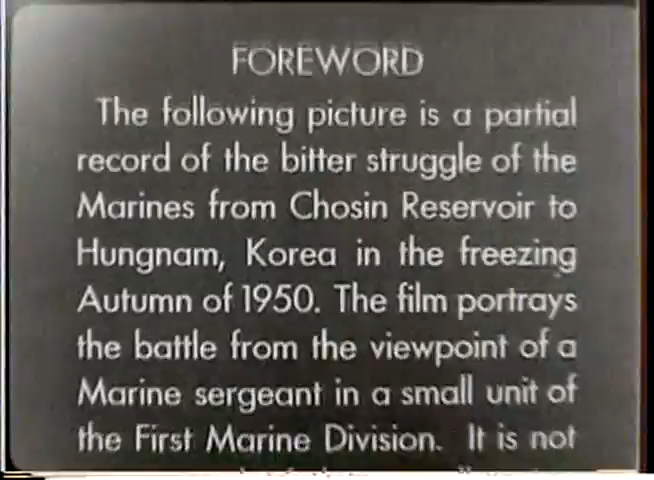 FOREWORD
The following picture is a partial
record of the bitter struggle of the
Marines from Chosin Reservoir to
Hungnam, Korea in the freezing
Autumn of 1950. The film portrays
the battle from the viewpoint of a
Marine sergeant in a small unit of
the First Marine Division. It is not